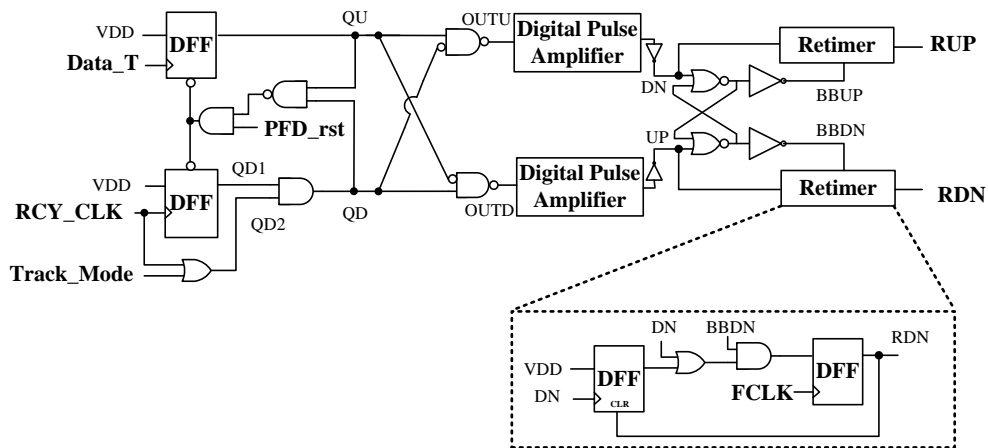 VDD
DFF
Data_T
QU
OUTU
Digital Pulse
Amplifier
DN
Retimer
RUP
BBUP
PFD_rst
VDD
DFF
RCY_CLK
QD1
QD2
QD
Track_Mode
OUTD
Digital Pulse
Amplifier
UP
BBDN
Retimer
RDN
VDD
DN
DFF
CLR
DN
BBDN
DFF
FCLK
RDN